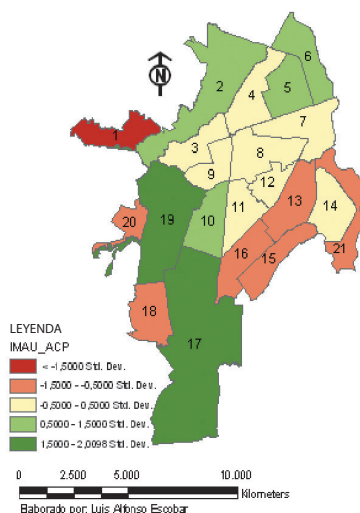 N
6
2
5
4
7
1
3
8
9
12
13
14
19
10
11
20
21
16
15
18
17
LEYENDA
IMAU_ACP
< -1,5000 Std. Dev.
-1,5000 - -0,5000 Std. Dev.
-0,5000 - 0,5000 Std. Dev.
0,5000 - 1,5000 Std. Dev.
1,5000 - 2,0098 Std. Dev.
0 2.500 5.000 10.000
Kilometers
Elaborado por: Luis Alfonso Escobar